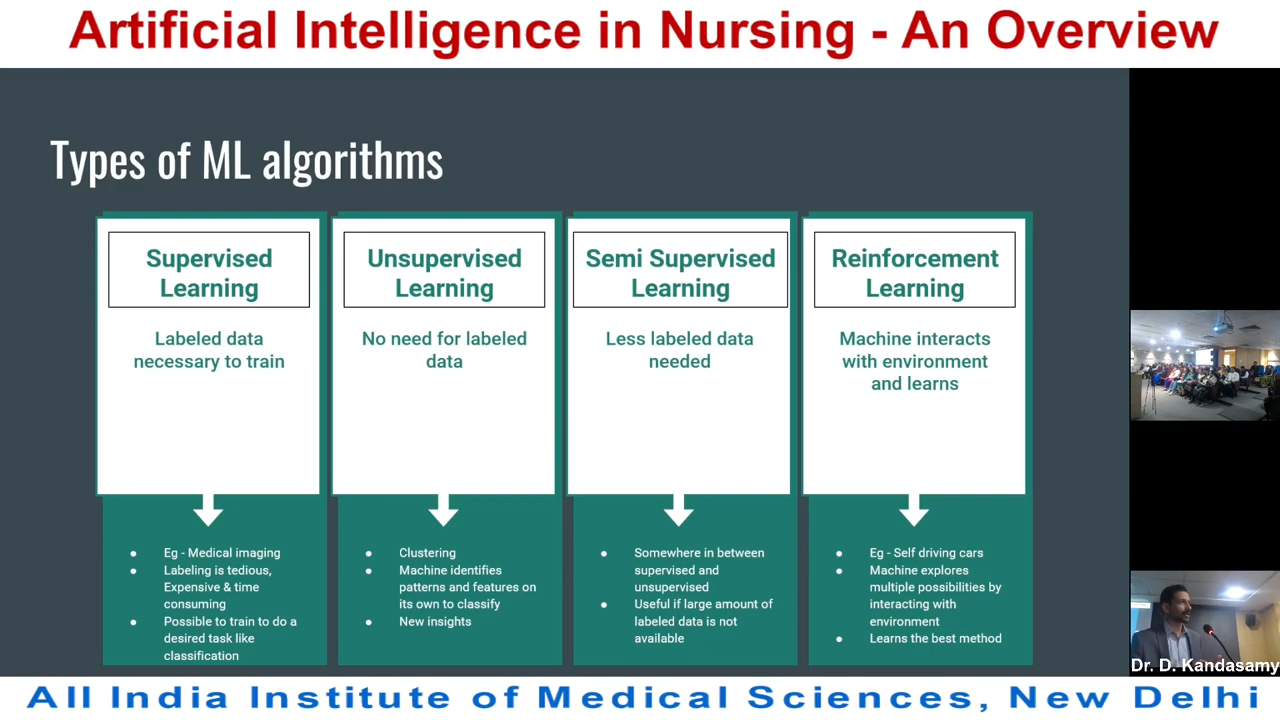 Artificial Intelligence in Nursing - An Overview
Types of ML algorithms
Supervised
Learning
Labeled data
necessary to train
Eg - Medical imaging
Labeling is tedious,
Expensive & time
consuming
Possible to train to do a
desired task like
classification
Unsupervised
Learning
No need for labeled
data
Clustering
Machine identifies
patterns and features on
its own to classify
New insights
Semi Supervised
Learning
Less labeled data
needed
Somewhere in between
supervised and
unsupervised
Useful if large amount of
labeled data is not
available
Reinforcement
Learning
Machine interacts
with environment
and learns
Eg - Self driving cars
Machine explores
multiple possibilities by
interacting with
environment
Learns the best method
Dr. D. Kandasamy
All India Institute of Medical Sciences, New Delhi